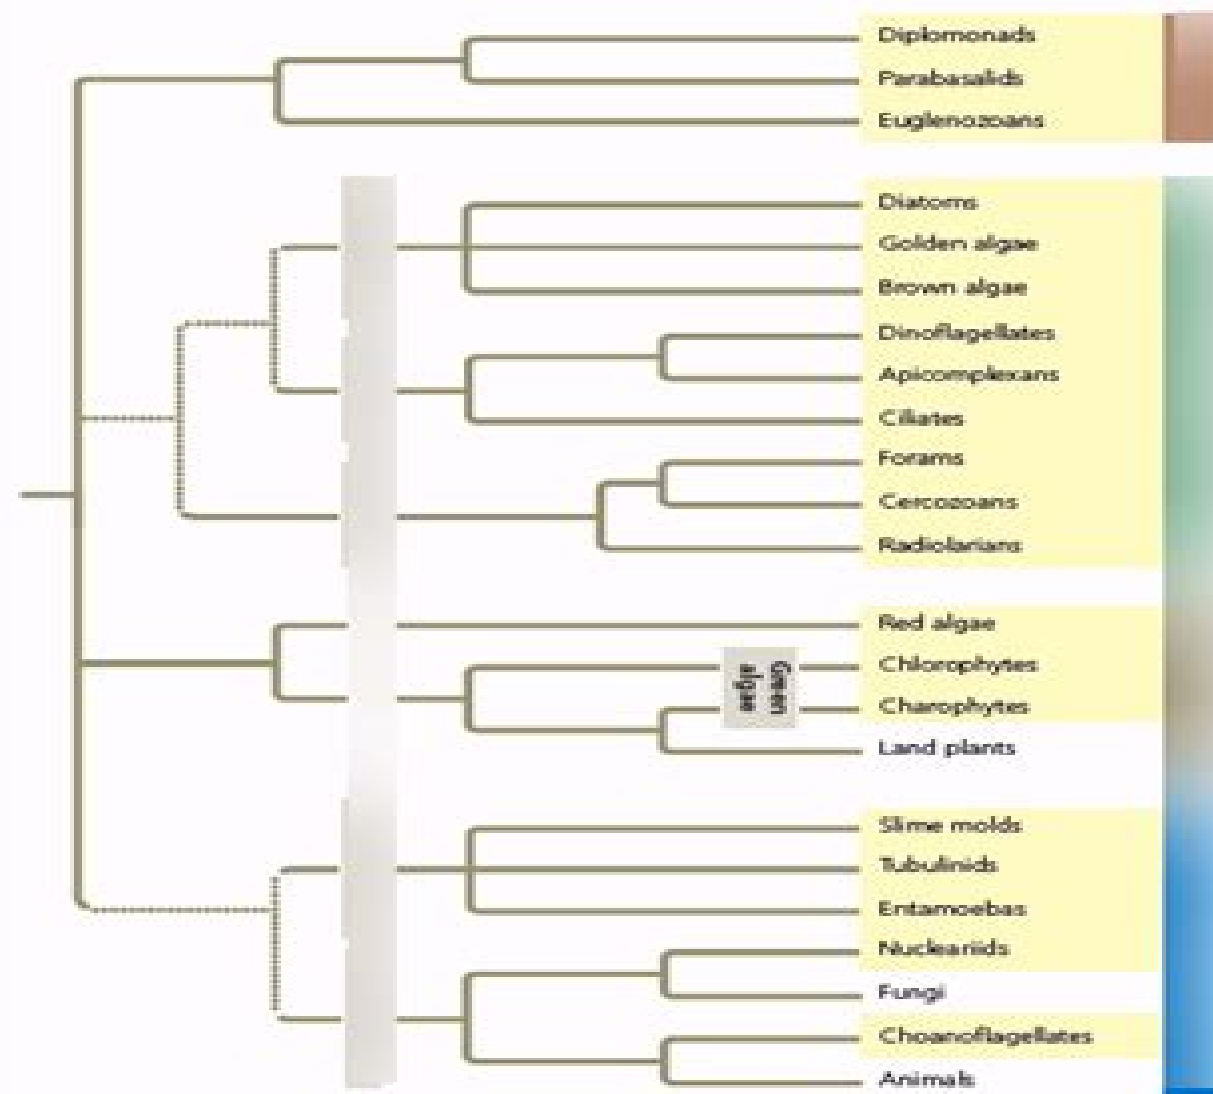 Diplomonads
Parabasalids
Euglenozoans
Diatoms
Golden algae
Brown algae
Dinoflagellates
Apicomplexans
Ciliates
Forams
Cercozoans
Radiolarians
Red algae
Chlorophytes
Green
algae
Charophytes
Land plants
Slime molds
Tubulinids
Entamoebas
Nucleariids
Fungi
Choanoflagellates
Animals